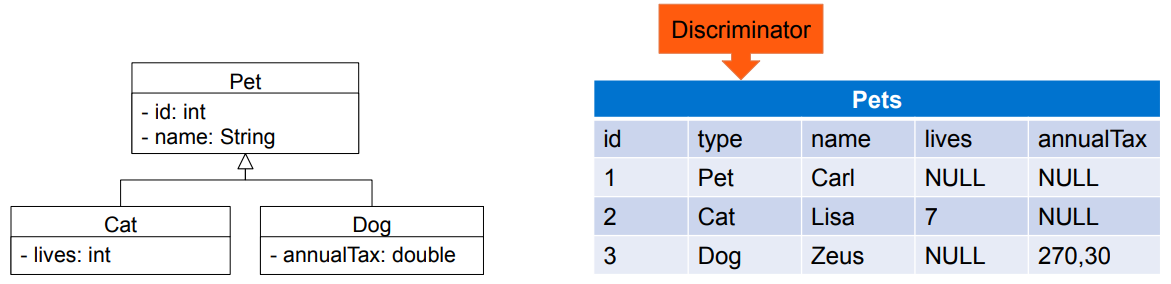 Pet
- id: int
- name: String
Cat
- lives: int
Dog
- annualTax: double
Discriminator
Pets
id type name lives annualTax
1 Pet Carl NULL NULL
2 Cat Lisa 7 NULL
3 Dog Zeus NULL 270,30